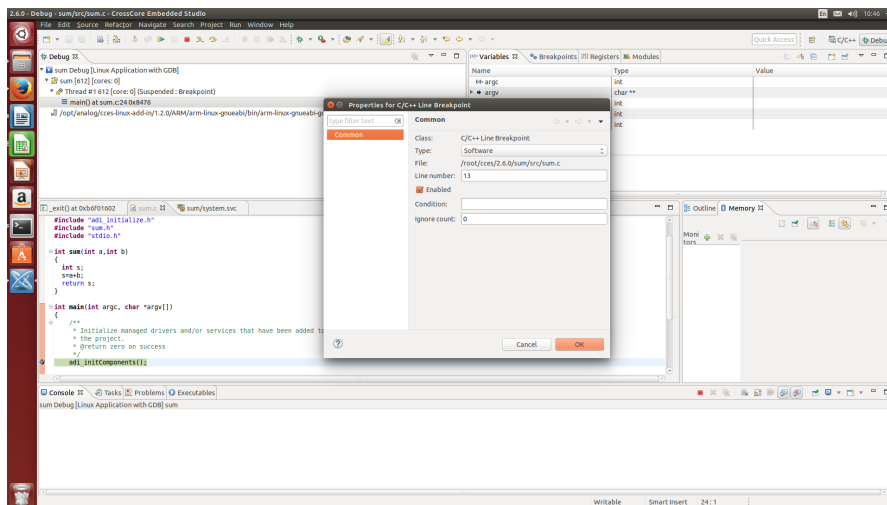 2.6.0 - Debug - sum/src/sum.c - CrossCore Embedded Studio
En
10:46
File Edit Source Refactor Navigate Search Project Run Window Help
Quick Access
C/C++
Debu
Debug
sum Debug [Linux Application with GDB]
sum [612] [cores: 0]
Thread #1 612 [core: 0] (Suspended : Breakpoint)
main() at sum.c:24 0x8476
/opt/analog/cces-linux-add-in/1.2.0/ARM/arm-linux-gnueabi/bin/arm-linux-gnueabi-g
Variables
Breakpoints
Registers
Modules
Name
Type
Value
argc
int
argv
char **
int
int
int
Properties for C/C++ Line Breakpoint
type filter text
Common
Common
Class: C/C++ Line Breakpoint
Type: Software
File: /root/cces/2.6.0/sum/src/sum.c
Line number: 13
Enabled
Condition:
Ignore count: 0
Cancel
OK
_exit() at 0xb6f01602
sum.c
sum/system.svc
#include "adi_initialize.h"
#include "sum.h"
#include "stdio.h"
int sum(int a,int b)
{
int s;
s=a+b;
return s;
}
int main(int argc, char *argv[])
{
/**
* Initialize managed drivers and/or services that have been added to
* the project.
* @return zero on success
*/
adi_initComponents();
Outline
Memory
Moni
tors
Console
Tasks
Problems
Executables
sum Debug [Linux Application with GDB] sum
Writable
Smart Insert
24 : 1